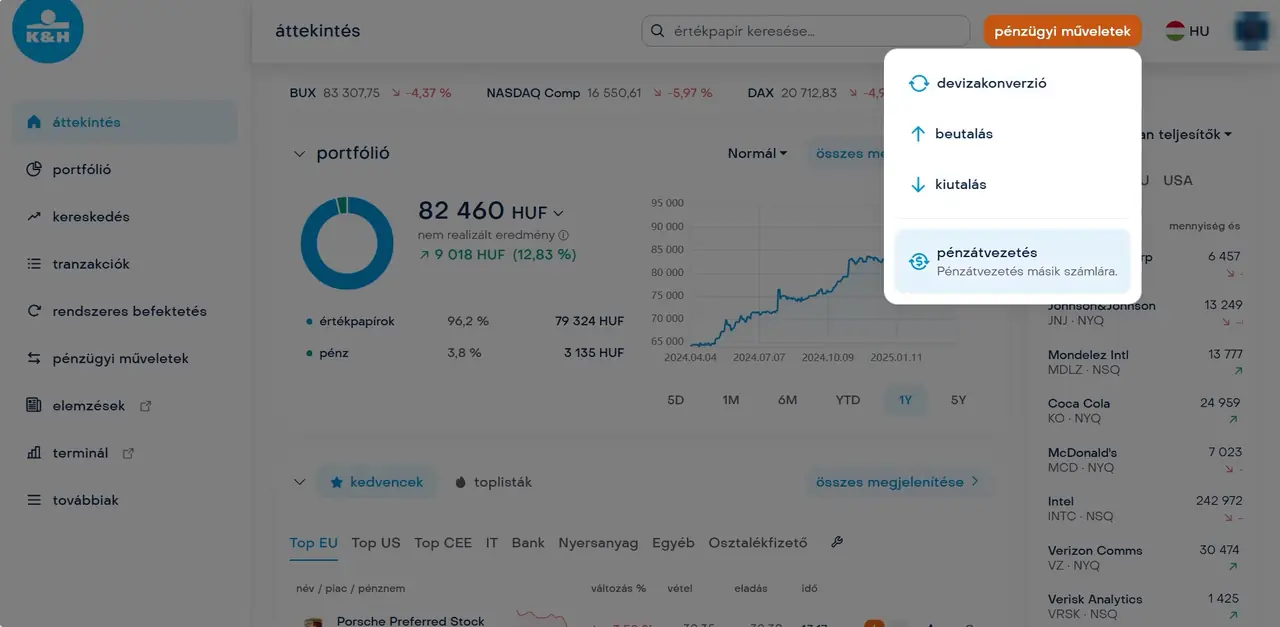 K&H
áttekintés
értékpapír keresése...
pénzügyi műveletek
HU
BUX 83 307,75 -4,37 %
NASDAQ Comp 16 550,61 -5,97 %
DAX 20 712,83
devizakonverzió
beutalás
kiutalás
pénzátvezetés
Pénzátvezetés másik számlára.
áttekintés
portfólió
kereskedés
tranzakciók
rendszeres befektetés
pénzügyi műveletek
elemzések
terminál
továbbiak
portfólió
Normál
összes
82 460 HUF
nem realizált eredmény
9 018 HUF (12,83 %)
értékpapírok 96,2 % 79 324 HUF
pénz 3,8 % 3 135 HUF
95 000
90 000
85 000
80 000
75 000
70 000
65 000
2024.04.04 2024.07.07 2024.10.09 2025.01.11
5D 1M 6M YTD 1Y 5Y
kedvencek
toplisták
összes megjelenítése
Top EU Top US Top CEE IT Bank Nyersanyag Egyéb Osztalékfizető
név / piac / pénznem változás % vétel eladás idő
Porsche Preferred Stock
teljesítők
USA
mennyiség és
6 457
Johnson&Johnson 13 249
JNJ · NYQ
Mondelez Intl 13 777
MDLZ · NSQ
Coca Cola 24 959
KO · NYQ
McDonald's 7 023
MCD · NYQ
Intel 242 972
INTC · NSQ
Verizon Comms 30 474
VZ · NYQ
Verisk Analytics 1 425
VRSK · NSQ